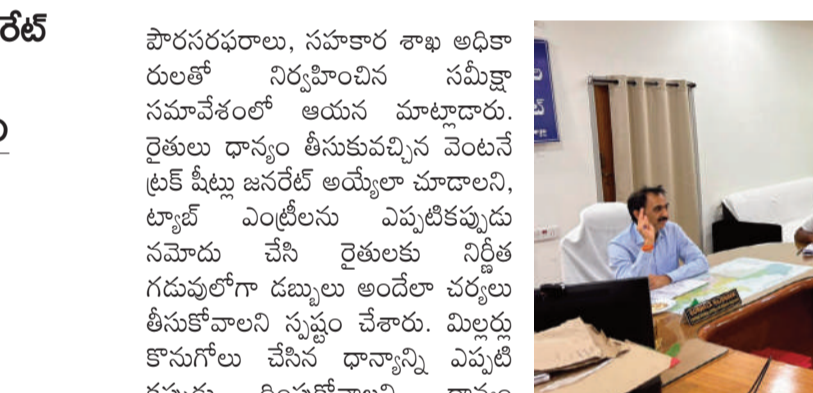 రేట్
పౌరసరఫరాలు, సహకార శాఖ అధికా
రులతో నిర్వహించిన సమీక్షా
సమావేశంలో ఆయన మాట్లాడారు.
రైతులు ధాన్యం తీసుకువచ్చిన వెంటనే
ట్రక్ షీట్లు జనరేట్ అయ్యేలా చూడాలని,
ట్యాబ్ ఎంట్రీలను ఎప్పటికప్పుడు
నమోదు చేసి రైతులకు నిర్ణీత
గడువులోగా డబ్బులు అందేలా చర్యలు
తీసుకోవాలని స్పష్టం చేశారు. మిల్లర్లు
కొనుగోలు చేసిన ధాన్యాన్ని ఎప్పటి